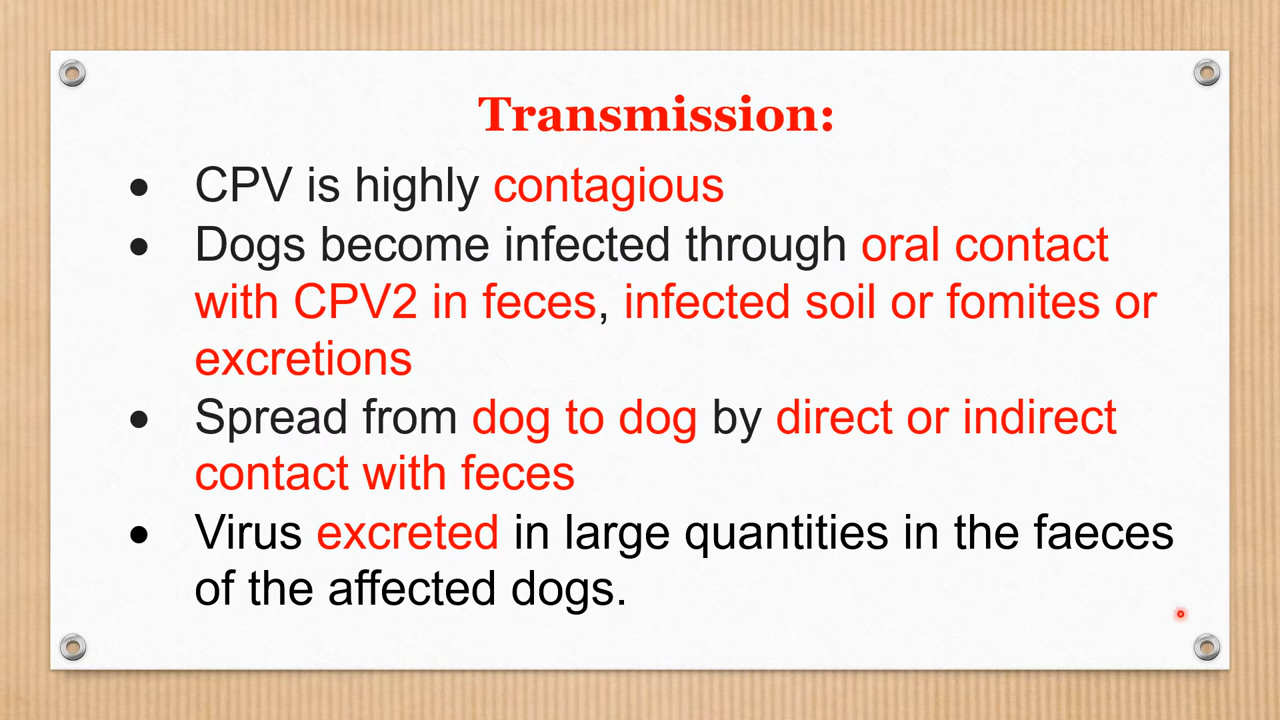 Transmission:
• CPV is highly contagious
• Dogs become infected through oral contact
with CPV2 in feces, infected soil or fomites or
excretions
• Spread from dog to dog by direct or indirect
contact with feces
• Virus excreted in large quantities in the faeces
of the affected dogs.